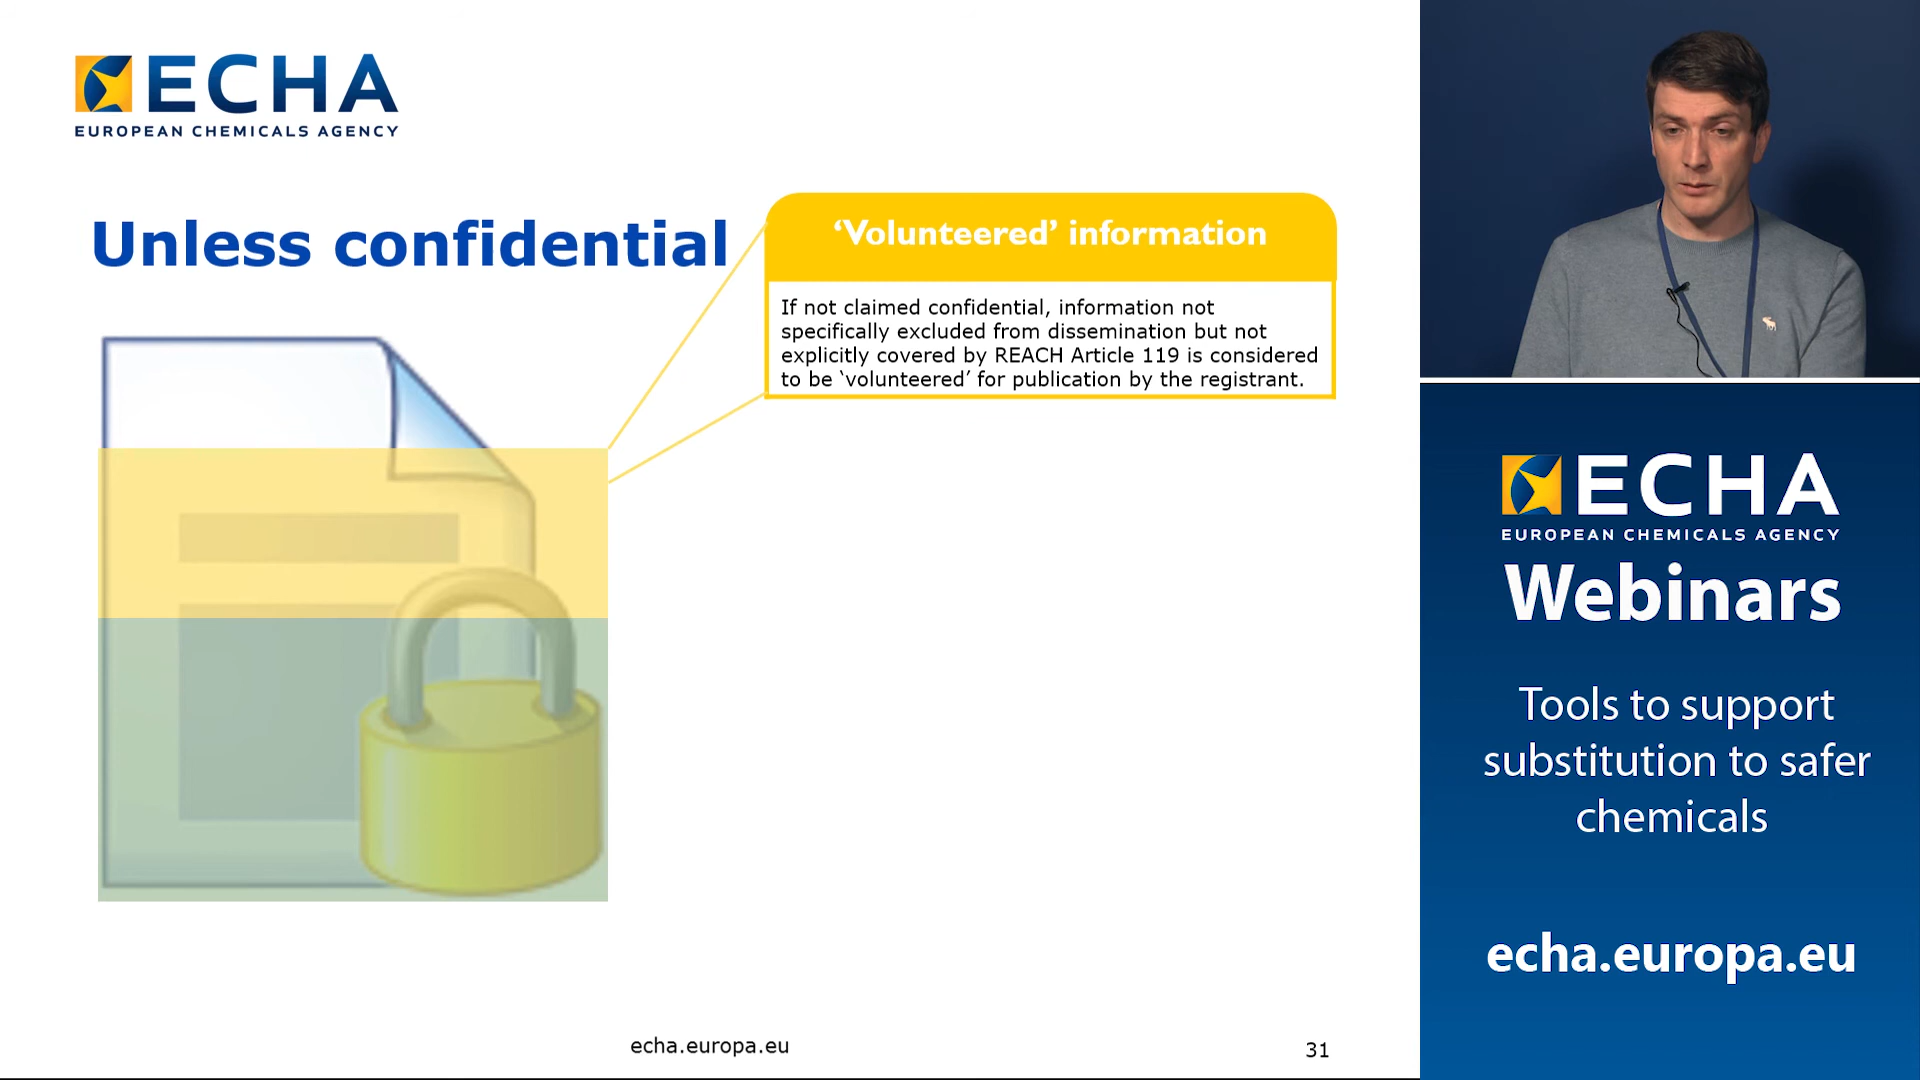 ECHA
EUROPEAN CHEMICALS AGENCY
Unless confidential
‘Volunteered’ information
If not claimed confidential, information not
specifically excluded from dissemination but not
explicitly covered by REACH Article 119 is considered
to be ‘volunteered’ for publication by the registrant.
echa.europa.eu
31
ECHA
EUROPEAN CHEMICALS AGENCY
Webinars
Tools to support
substitution to safer
chemicals
echa.europa.eu